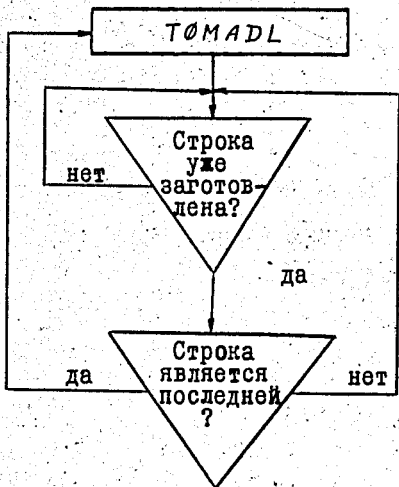 TØMADL
Строка
уже
заготов-
лена?
нет
да
Строка
является
последней
?
да
нет